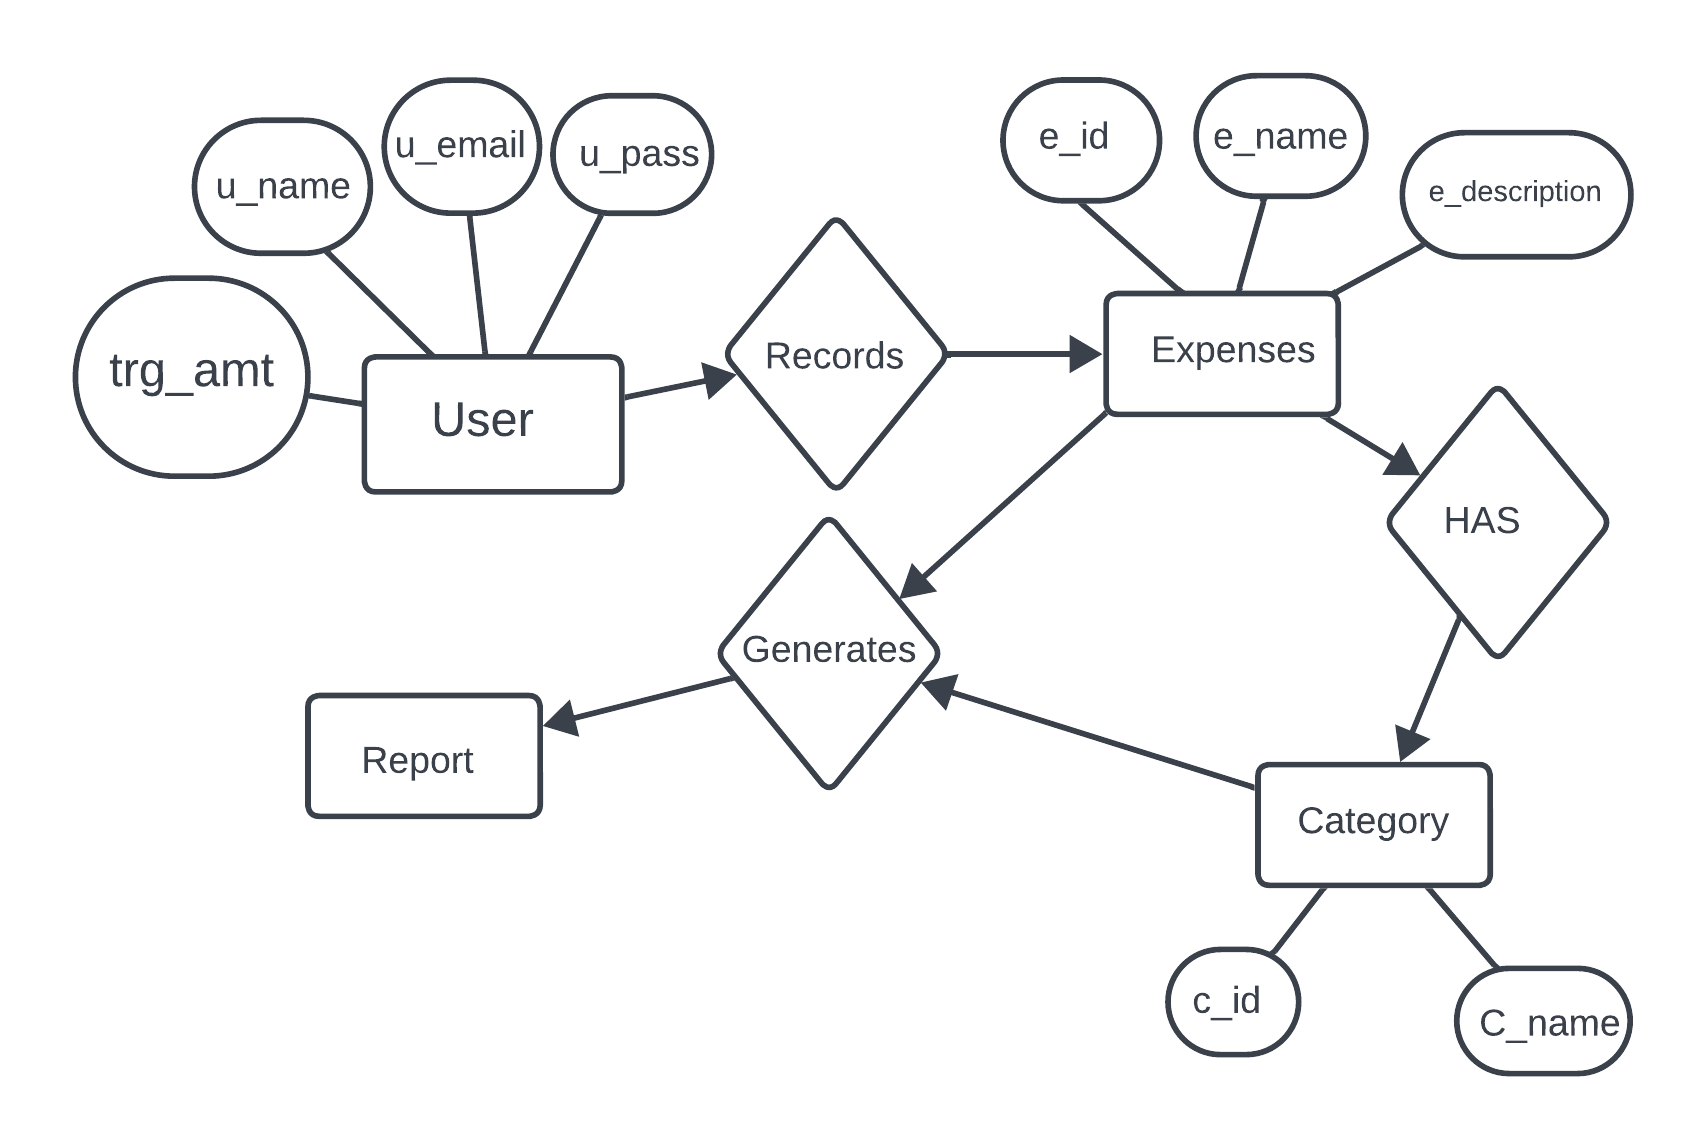 u_name
u_email
u_pass
e_id
e_name
e_description
trg_amt
User
Records
Expenses
HAS
Generates
Report
Category
c_id
C_name